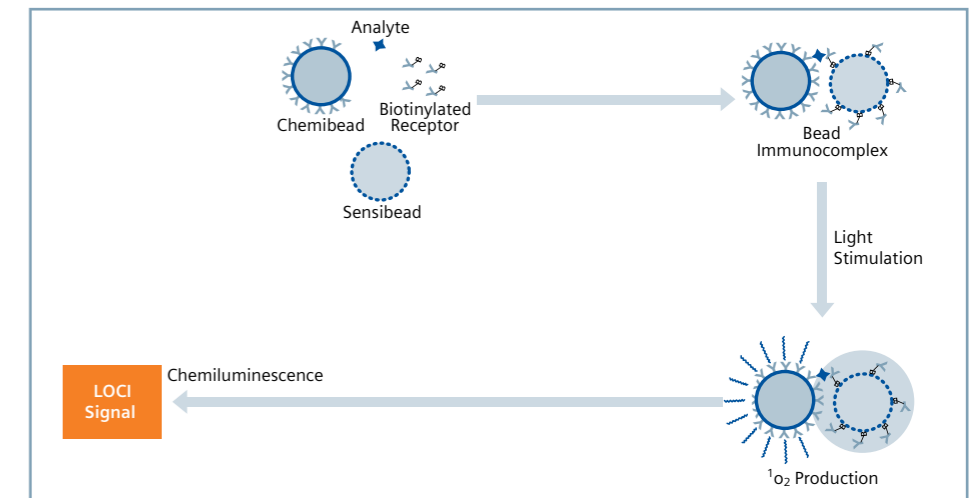 Analyte
Biotinylated
Receptor
Chemibead
Sensibead
Bead
Immunocomplex
Light
Stimulation
LOCI
Signal
Chemiluminescence
¹o₂ Production